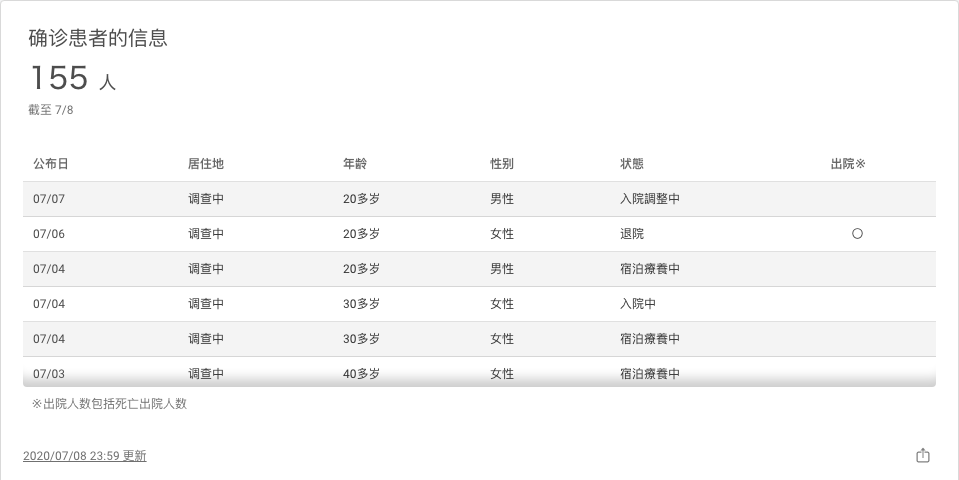 确诊患者的信息
155 人
截至 7/8
公布日 居住地 年龄 性别 状態 出院※
07/07 调查中 20多岁 男性 入院調整中
07/06 调查中 20多岁 女性 退院 ○
07/04 调查中 20多岁 男性 宿泊療養中
07/04 调查中 30多岁 女性 入院中
07/04 调查中 30多岁 女性 宿泊療養中
07/03 调查中 40多岁 女性 宿泊療養中
※出院人数包括死亡出院人数
2020/07/08 23:59 更新